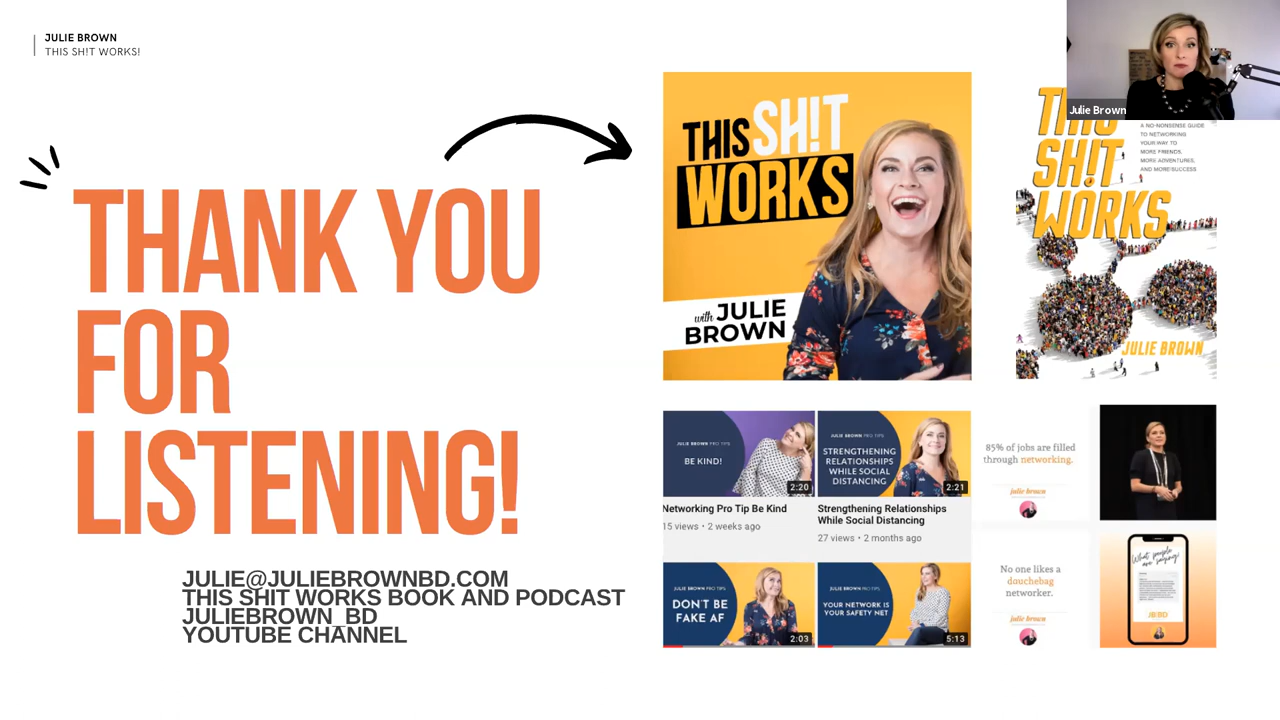 JULIE BROWN
THIS SH!T WORKS!
THANK YOU
FOR
LISTENING!
JULIE@JULIEBROWNBD.COM
THIS SHIT WORKS BOOK AND PODCAST
JULIEBROWN_BD
YOUTUBE CHANNEL
THIS SH!T
WORKS
with JULIE
BROWN
Julie Brown
THIS
SH!T
WORKS
A NO-NONSENSE GUIDE
TO NETWORKING
YOUR WAY TO
MORE FRIENDS,
MORE ADVENTURES,
AND MORE SUCCESS
JULIE BROWN
JULIE BROWN PRO TIPS
BE KIND!
2:20
Networking Pro Tip Be Kind
15 views • 2 weeks ago
JULIE BROWN PRO TIPS
STRENGTHENING
RELATIONSHIPS
WHILE SOCIAL
DISTANCING
2:21
Strengthening Relationships
While Social Distancing
27 views • 2 months ago
JULIE BROWN PRO TIPS
DON'T BE
FAKE AF
2:03
JULIE BROWN PRO TIPS
YOUR NETWORK IS
YOUR SAFETY NET
5:13
85% of jobs are filled
through networking.
julie brown
No one likes a
douchebag
networker.
julie brown
What people
are saying!
JB|BD